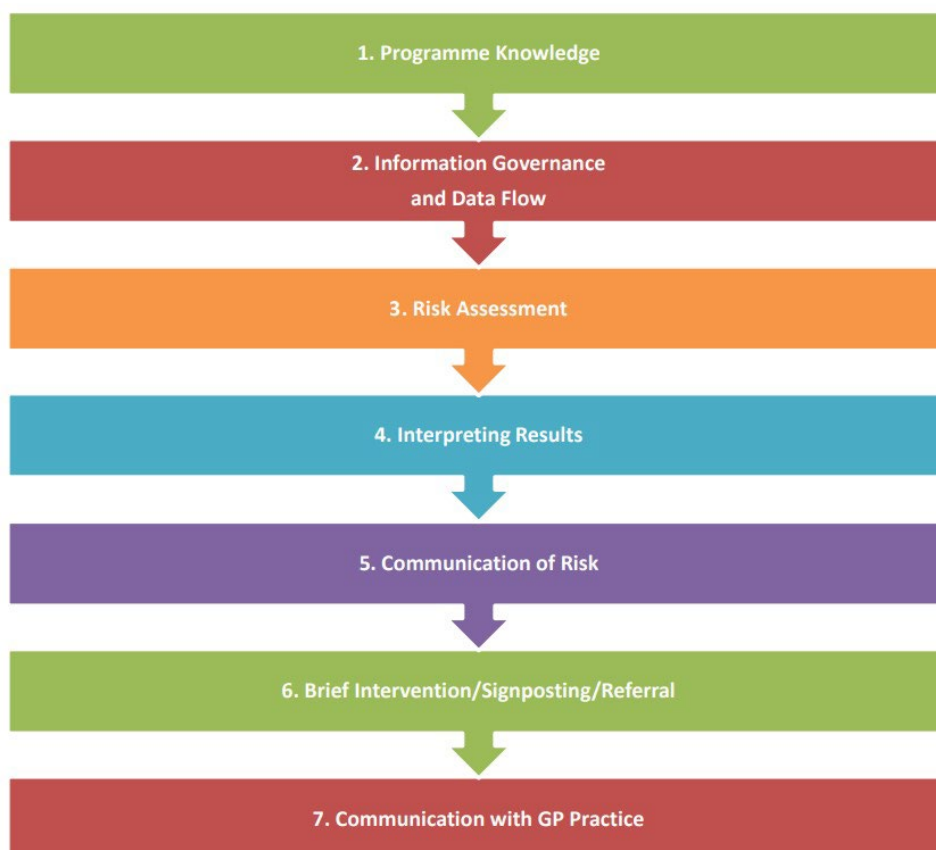 1. Programme Knowledge
2. Information Governance
and Data Flow
3. Risk Assessment
4. Interpreting Results
5. Communication of Risk
6. Brief Intervention/Signposting/Referral
7. Communication with GP Practice